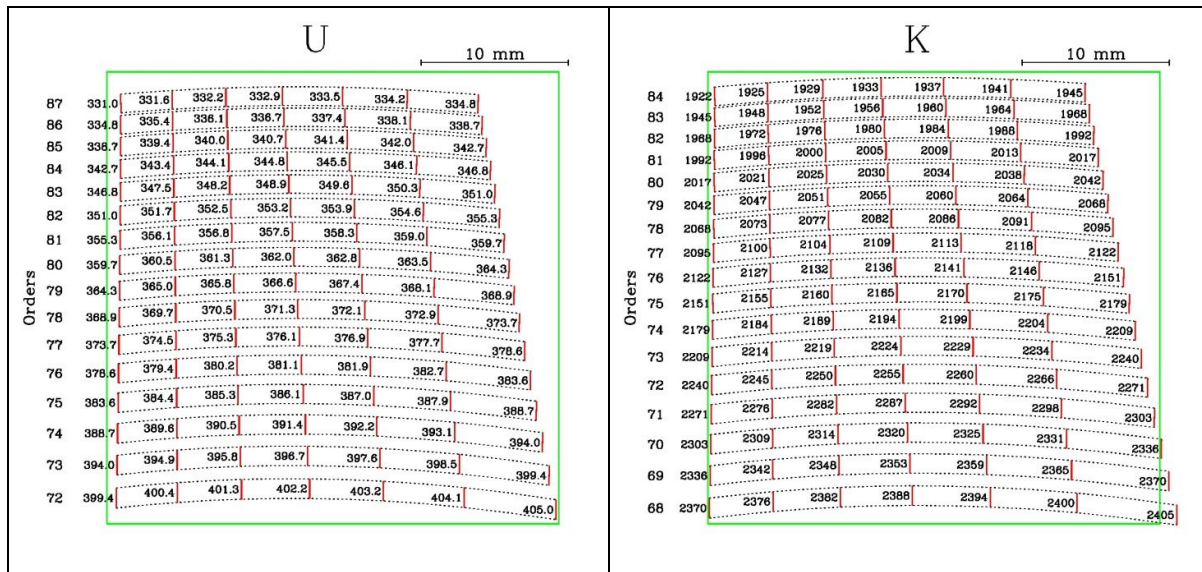 U
10 mm
87 331.0 331.6 332.2 332.9 333.5 334.2 334.8
86 334.8 335.4 336.1 336.7 337.4 338.1 338.7
85 338.7 339.4 340.0 340.7 341.4 342.0 342.7
84 342.7 343.4 344.1 344.8 345.5 346.1 346.8
83 346.8 347.5 348.2 348.9 349.6 350.3 351.0
82 351.0 351.7 352.5 353.2 353.9 354.6 355.3
81 355.3 356.1 356.8 357.5 358.3 359.0 359.7
80 359.7 360.5 361.3 362.0 362.8 363.5 364.3
79 364.3 365.0 365.8 366.6 367.4 368.1 368.9
78 368.9 369.7 370.5 371.3 372.1 372.9 373.7
77 373.7 374.5 375.3 376.1 376.9 377.7 378.6
76 378.6 379.4 380.2 381.1 381.9 382.7 383.6
75 383.6 384.4 385.3 386.1 387.0 387.9 388.7
74 388.7 389.6 390.5 391.4 392.2 393.1 394.0
73 394.0 394.9 395.8 396.7 397.6 398.5 399.4
72 399.4 400.4 401.3 402.2 403.2 404.1 405.0
Orders
K
10 mm
84 1922 1925 1929 1933 1937 1941 1945
83 1945 1948 1952 1956 1960 1964 1968
82 1968 1972 1976 1980 1984 1988 1992
81 1992 1996 2000 2005 2009 2013 2017
80 2017 2021 2025 2030 2034 2038 2042
79 2042 2047 2051 2055 2060 2064 2068
78 2068 2073 2077 2082 2086 2091 2095
77 2095 2100 2104 2109 2113 2118 2122
76 2122 2127 2132 2136 2141 2146 2151
75 2151 2155 2160 2165 2170 2175 2179
74 2179 2184 2189 2194 2199 2204 2209
73 2209 2214 2219 2224 2229 2234 2240
72 2240 2245 2250 2255 2260 2266 2271
71 2271 2276 2282 2287 2292 2298 2303
70 2303 2309 2314 2320 2325 2331 2336
69 2336 2342 2348 2353 2359 2365 2370
68 2370 2376 2382 2388 2394 2400 2405
Orders